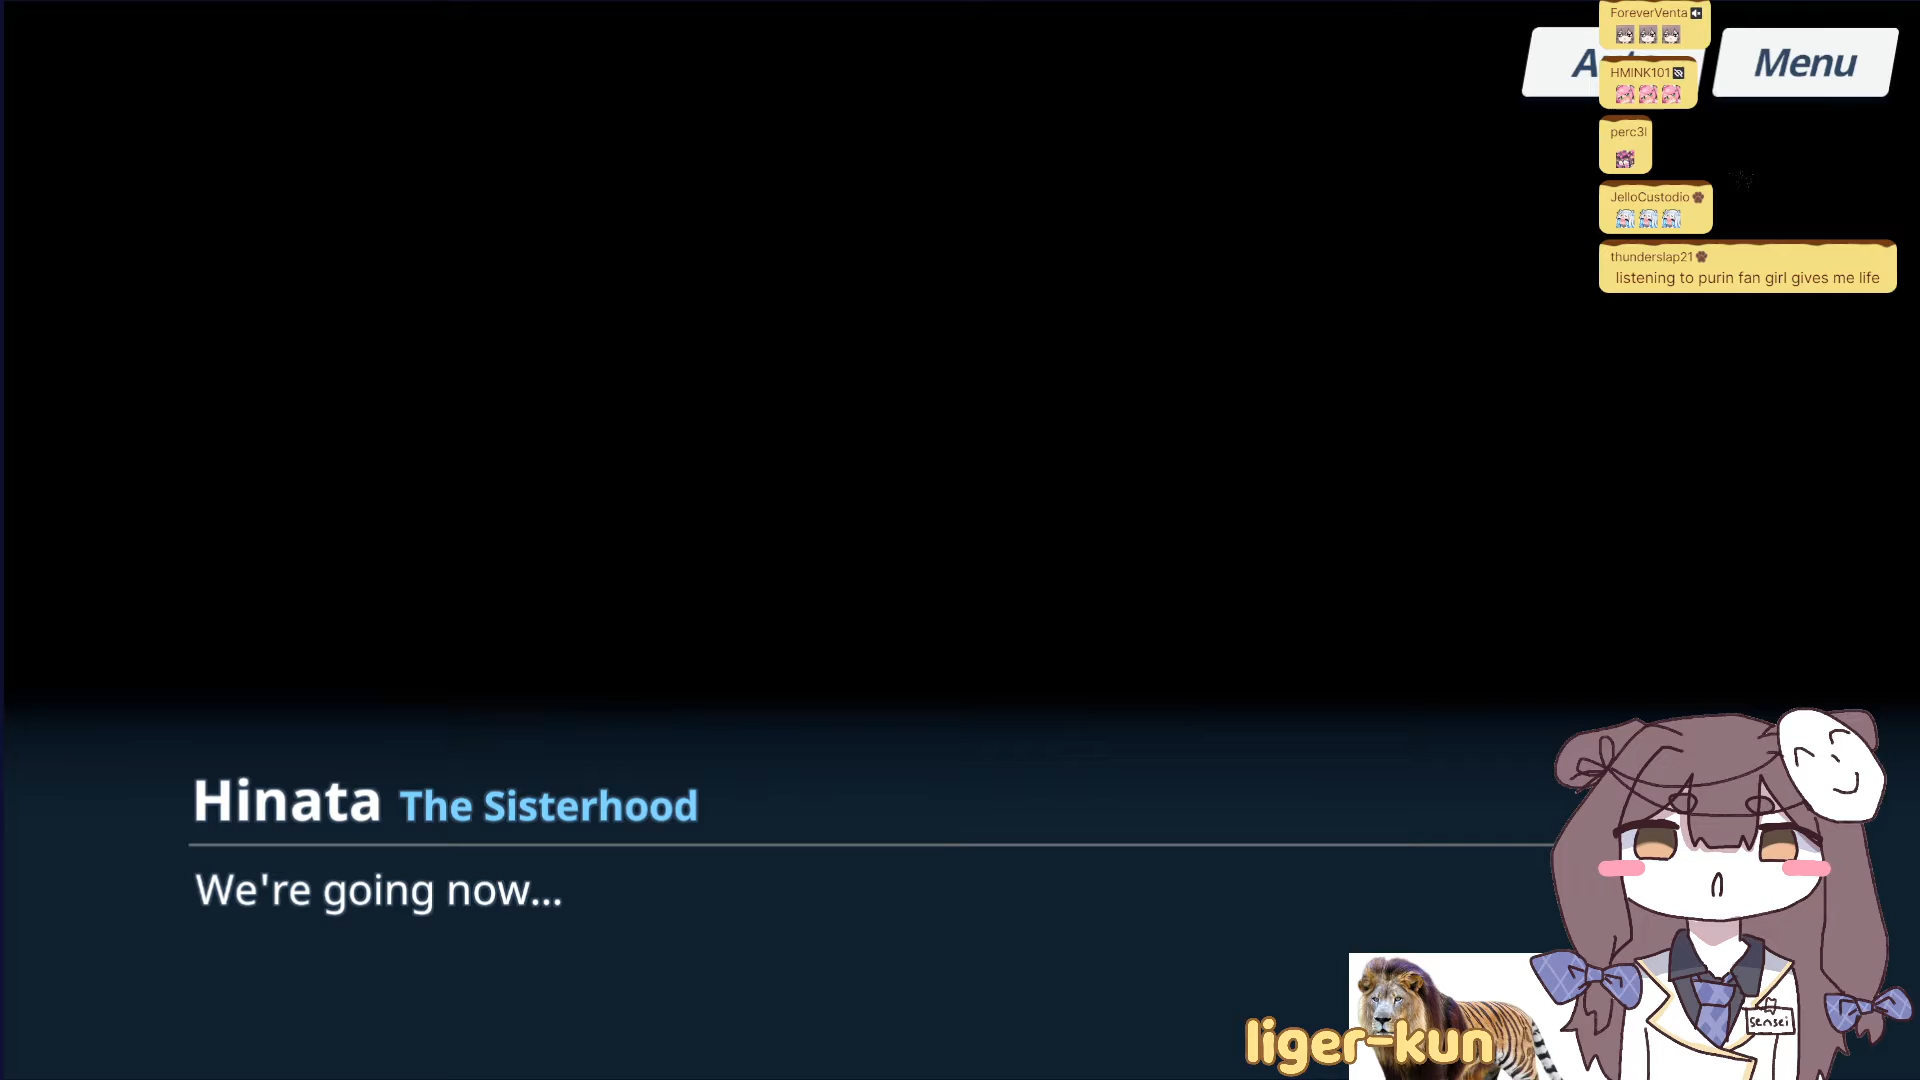 ForeverVenta
Menu
HMINK101
perc3l
JelloCustodio
thunderslap21
listening to purin fan girl gives me life
Hinata The Sisterhood
We're going now...
sensei
liger-kun